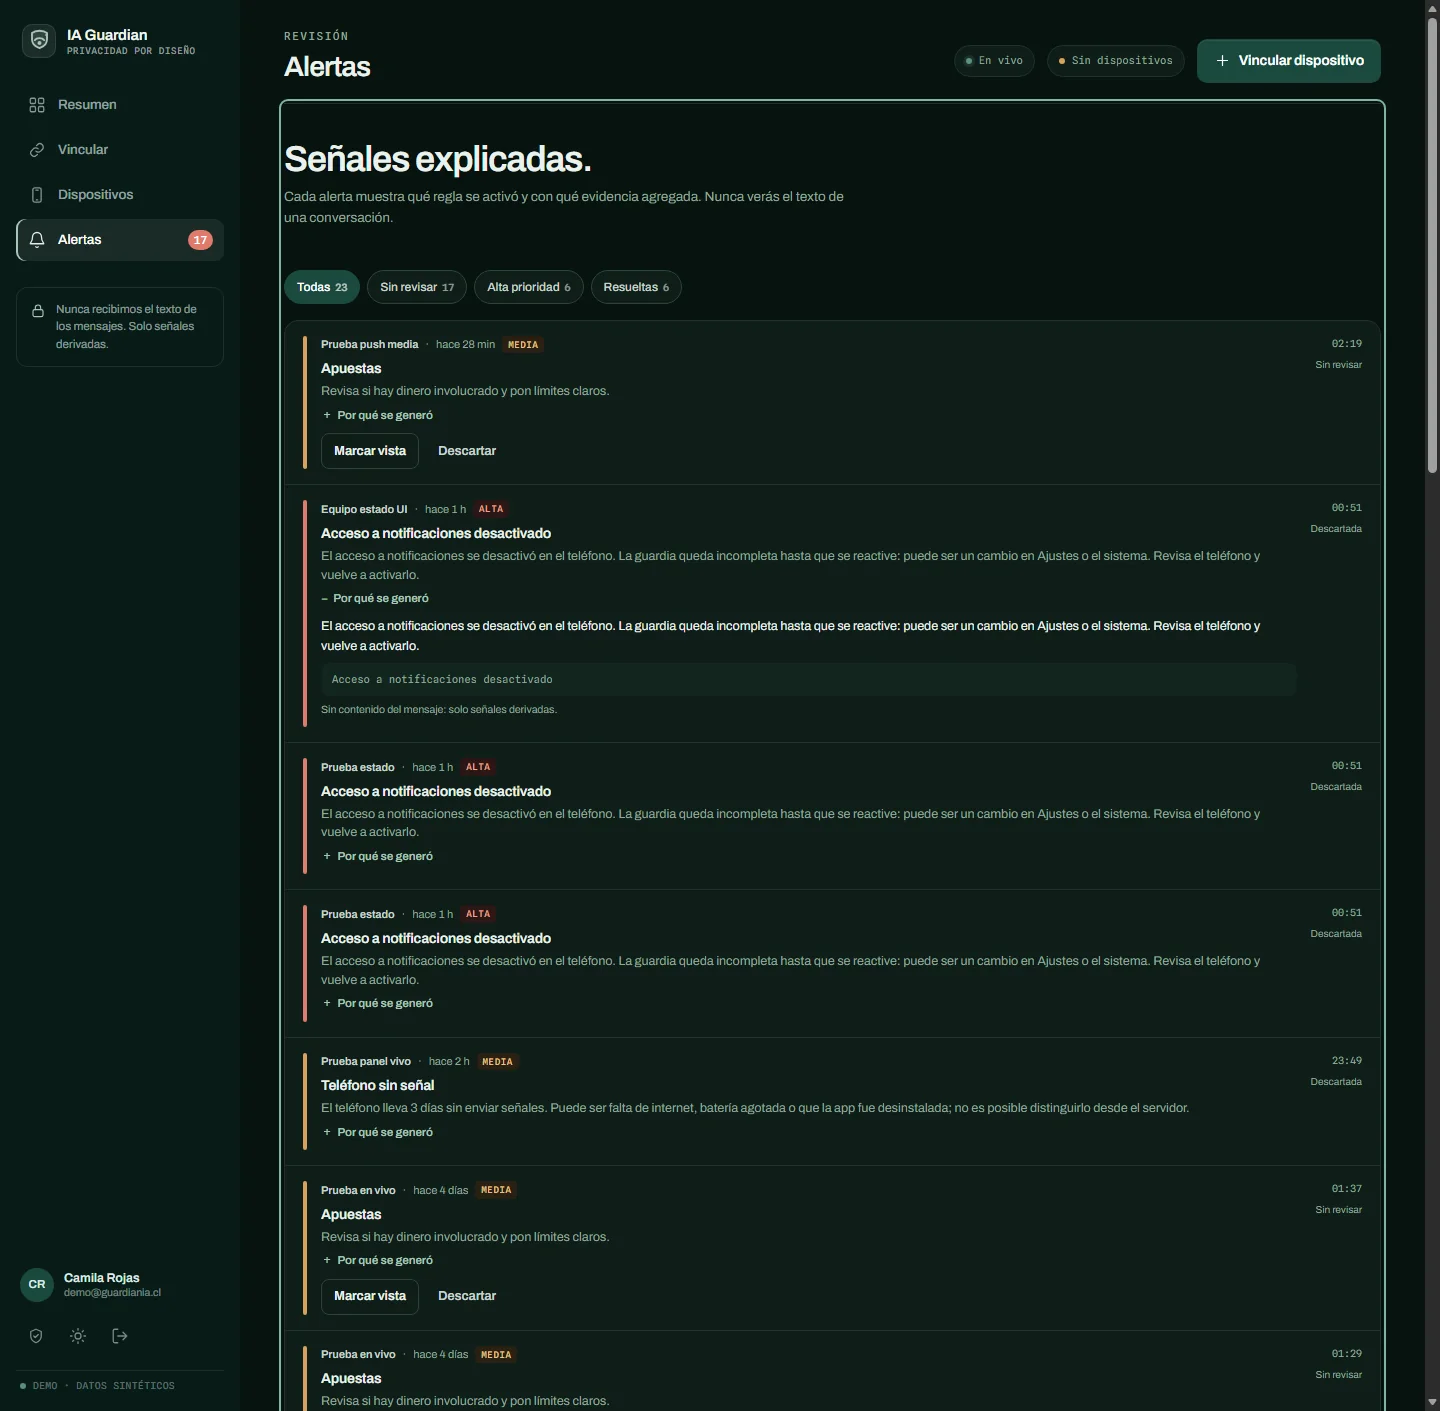 IA Guardian
PRIVACIDAD POR DISEÑO
Resumen
Vincular
Dispositivos
Alertas 17
Nunca recibimos el texto de
los mensajes. Solo señales
derivadas.
Camila Rojas
CR
demo@guardiania.cl
DEMO · DATOS SINTÉTICOS
REVISIÓN
Alertas
En vivo
Sin dispositivos
+ Vincular dispositivo
Señales explicadas.
Cada alerta muestra qué regla se activó y con qué evidencia agregada. Nunca verás el texto de
una conversación.
Todas 23 Sin revisar 17 Alta prioridad 6 Resueltas 6
Prueba push media · hace 28 min MEDIA 02:19
Apuestas Sin revisar
Revisa si hay dinero involucrado y pon límites claros.
+ Por qué se generó
Marcar vista Descartar
Equipo estado UI · hace 1 h ALTA 00:51
Acceso a notificaciones desactivado Descartada
El acceso a notificaciones se desactivó en el teléfono. La guardia queda incompleta hasta que se reactive: puede ser un cambio en Ajustes o el sistema. Revisa el teléfono y
vuelve a activarlo.
– Por qué se generó
El acceso a notificaciones se desactivó en el teléfono. La guardia queda incompleta hasta que se reactive: puede ser un cambio en Ajustes o el sistema. Revisa el teléfono y
vuelve a activarlo.
Acceso a notificaciones desactivado
Sin contenido del mensaje: solo señales derivadas.
Prueba estado · hace 1 h ALTA 00:51
Acceso a notificaciones desactivado Descartada
El acceso a notificaciones se desactivó en el teléfono. La guardia queda incompleta hasta que se reactive: puede ser un cambio en Ajustes o el sistema. Revisa el teléfono y
vuelve a activarlo.
+ Por qué se generó
Prueba estado · hace 1 h ALTA 00:51
Acceso a notificaciones desactivado Descartada
El acceso a notificaciones se desactivó en el teléfono. La guardia queda incompleta hasta que se reactive: puede ser un cambio en Ajustes o el sistema. Revisa el teléfono y
vuelve a activarlo.
+ Por qué se generó
Prueba panel vivo · hace 2 h MEDIA 23:49
Teléfono sin señal Descartada
El teléfono lleva 3 días sin enviar señales. Puede ser falta de internet, batería agotada o que la app fue desinstalada; no es posible distinguirlo desde el servidor.
+ Por qué se generó
Prueba en vivo · hace 4 días MEDIA 01:37
Apuestas Sin revisar
Revisa si hay dinero involucrado y pon límites claros.
+ Por qué se generó
Marcar vista Descartar
Prueba en vivo · hace 4 días MEDIA 01:29
Apuestas Sin revisar
Revisa si hay dinero involucrado y pon límites claros.